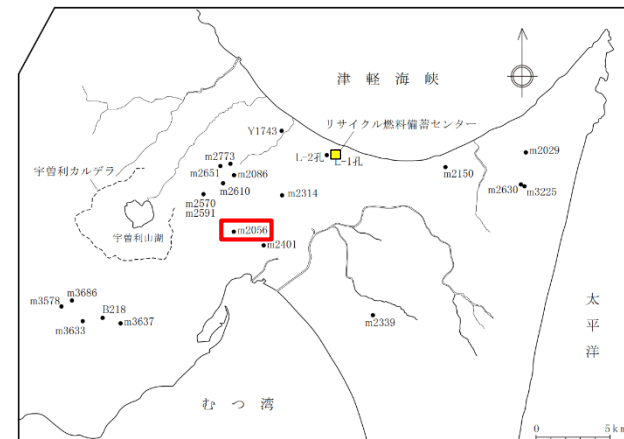 津軽海峡
Y1743
リサイクル燃料備蓄センター
L-2孔
L-1孔
m2029
宇曽利カルデラ
m2773
m2651
m2086
m2150
m2610
m2630
m3225
m2570
m2591
m2314
宇曽利山湖
m2056
m2401
m3686
m3578
B218
m3633
m3637
m2339
太平洋
むつ湾
0 5km